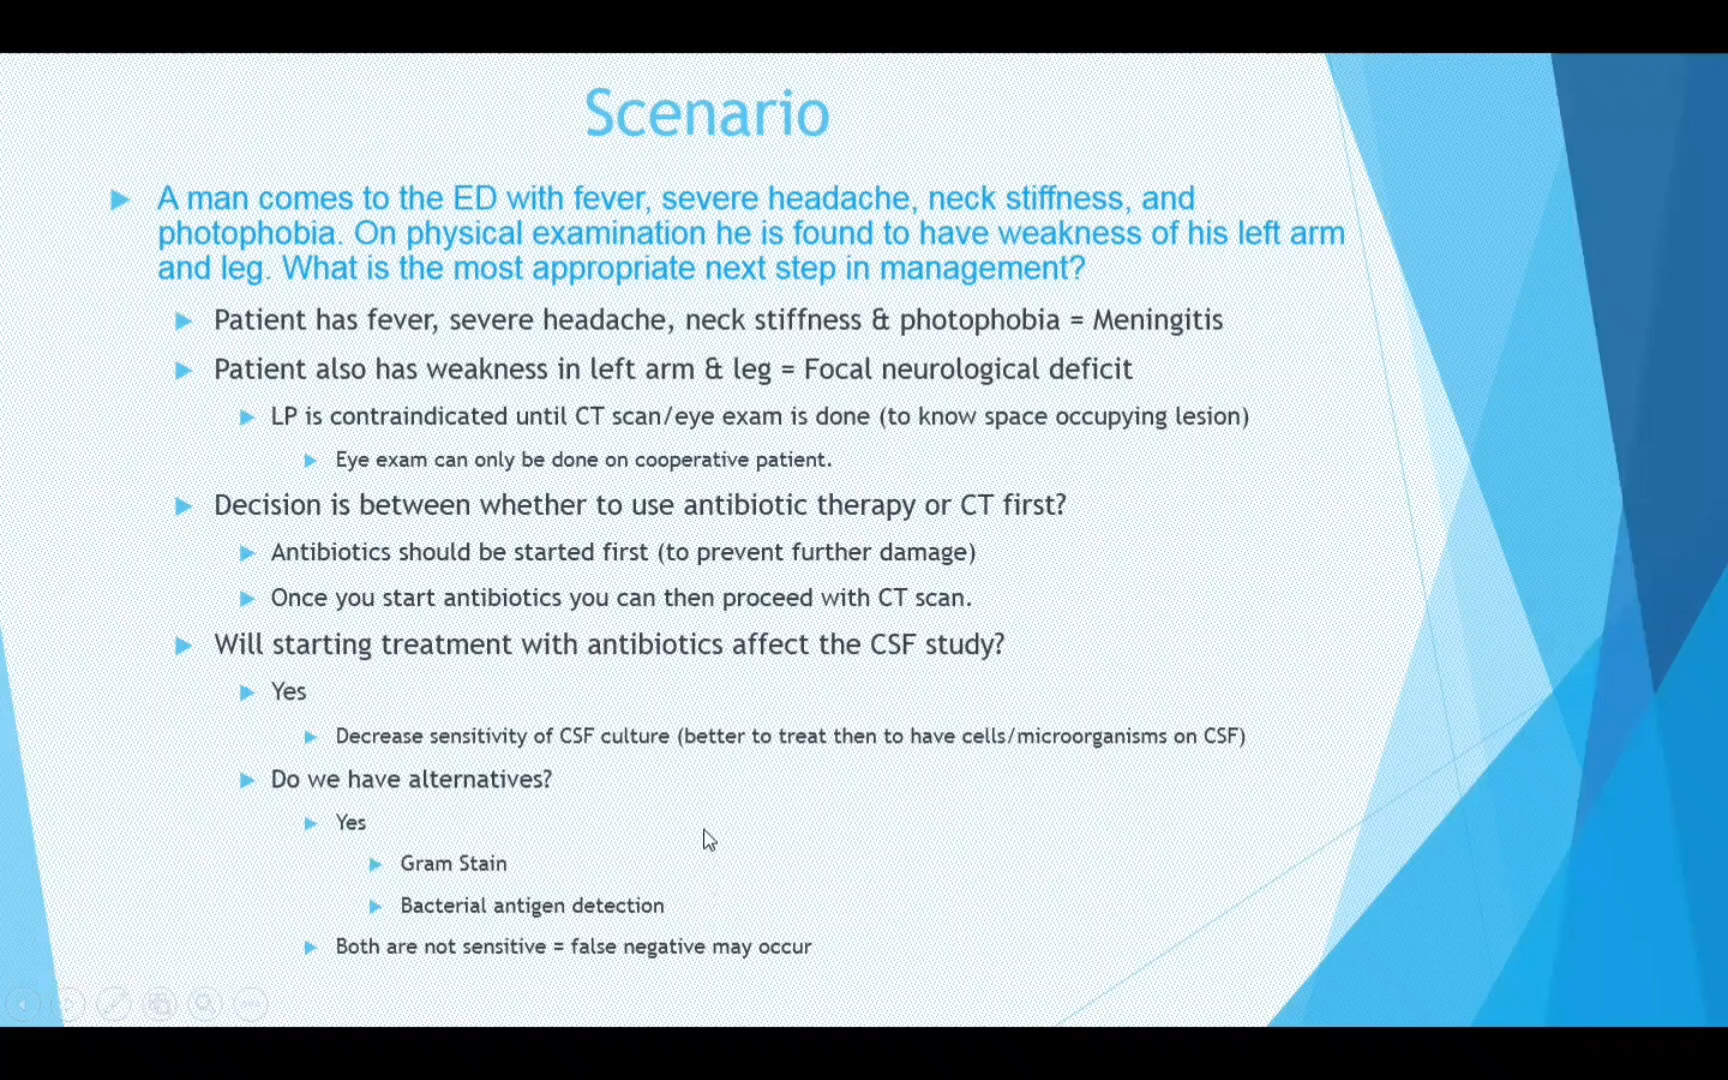 Scenario
A man comes to the ED with fever, severe headache, neck stiffness, and
photophobia. On physical examination he is found to have weakness of his left arm
and leg. What is the most appropriate next step in management?
Patient has fever, severe headache, neck stiffness & photophobia = Meningitis
Patient also has weakness in left arm & leg = Focal neurological deficit
LP is contraindicated until CT scan/eye exam is done (to know space occupying lesion)
Eye exam can only be done on cooperative patient.
Decision is between whether to use antibiotic therapy or CT first?
Antibiotics should be started first (to prevent further damage)
Once you start antibiotics you can then proceed with CT scan.
Will starting treatment with antibiotics affect the CSF study?
Yes
Decrease sensitivity of CSF culture (better to treat then to have cells/microorganisms on CSF)
Do we have alternatives?
Yes
Gram Stain
Bacterial antigen detection
Both are not sensitive = false negative may occur